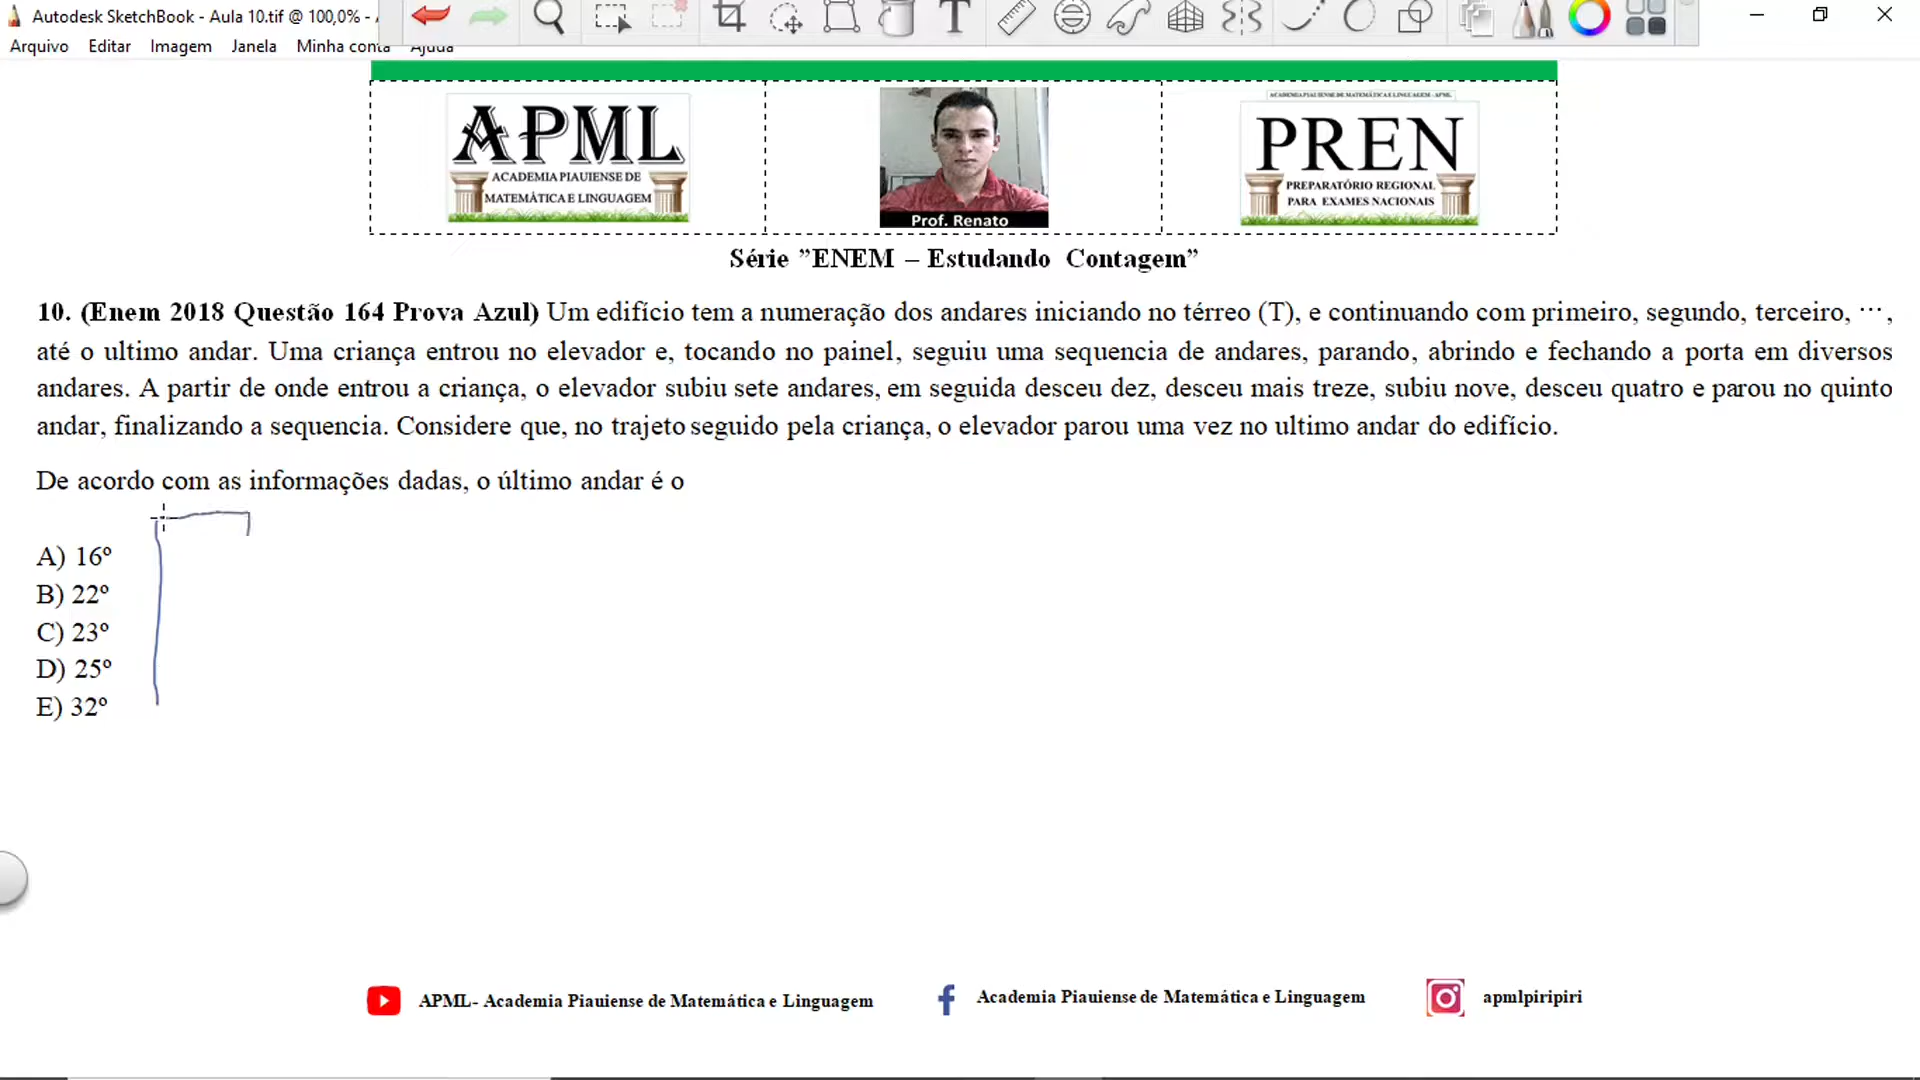 Autodesk SketchBook - Aula 10.tif @ 100,0% -
Arquivo Editar Imagem Janela Minha conta Ajuda
APML
ACADEMIA PIAUIENSE DE
MATEMÁTICA E LINGUAGEM
Prof. Renato
ACADEMIA PIAUIENSE DE MATEMÁTICA E LINGUAGEM - APML
PREN
PREPARATÓRIO REGIONAL
PARA EXAMES NACIONAIS
Série ”ENEM – Estudando Contagem”
10. (Enem 2018 Questão 164 Prova Azul) Um edifício tem a numeração dos andares iniciando no térreo (T), e continuando com primeiro, segundo, terceiro, ⋯,
até o ultimo andar. Uma criança entrou no elevador e, tocando no painel, seguiu uma sequencia de andares, parando, abrindo e fechando a porta em diversos
andares. A partir de onde entrou a criança, o elevador subiu sete andares, em seguida desceu dez, desceu mais treze, subiu nove, desceu quatro e parou no quinto
andar, finalizando a sequencia. Considere que, no trajeto seguido pela criança, o elevador parou uma vez no ultimo andar do edifício.
De acordo com as informações dadas, o último andar é o
A) 16º
B) 22º
C) 23º
D) 25º
E) 32º
APML- Academia Piauiense de Matemática e Linguagem
Academia Piauiense de Matemática e Linguagem
apmlpiripiri